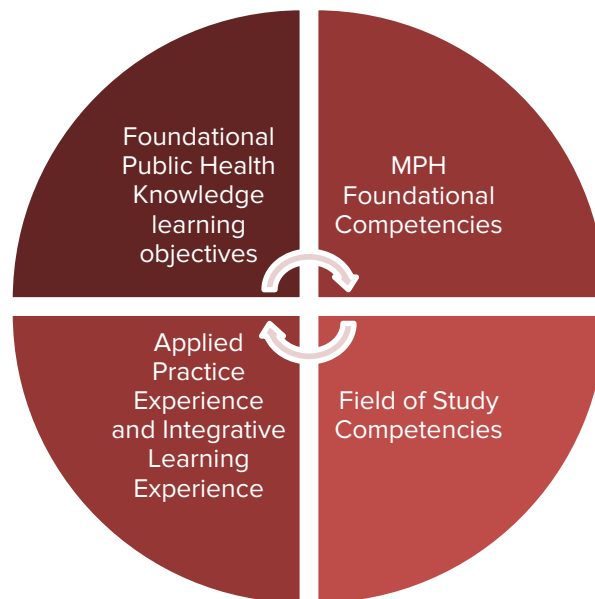 Foundational
Public Health
Knowledge
learning
objectives
MPH
Foundational
Competencies
Applied
Practice
Experience
and Integrative
Learning
Experience
Field of Study
Competencies